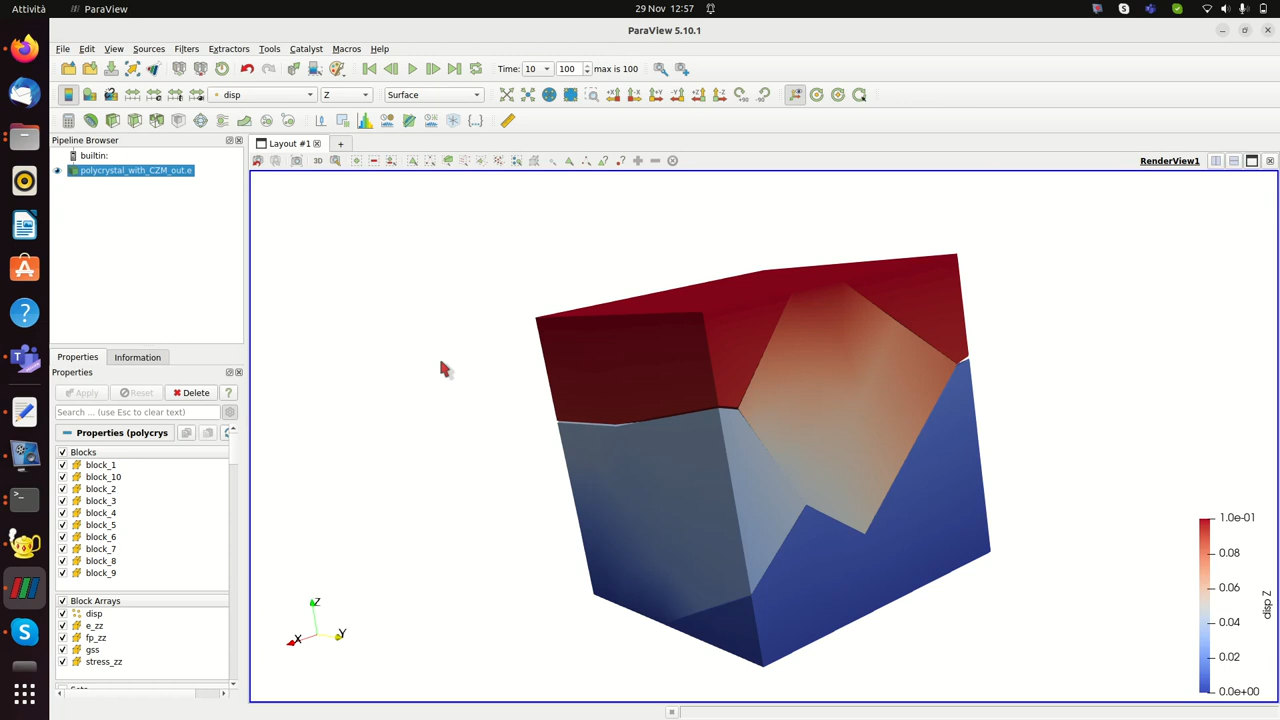 Attività
ParaView
29 Nov 12:57
ParaView 5.10.1
File Edit View Sources Filters Extractors Tools Catalyst Macros Help
Time: 10 100 max is 100
disp Z Surface
Pipeline Browser
Layout #1
builtin:
3D
RenderView1
polycrystal_with_CZM_out.e
Properties Information
Properties
Apply Reset Delete ?
Search ... (use Esc to clear text)
Properties (polycrys
Blocks
block_1
block_10
block_2
block_3
block_4
block_5
block_6
block_7
block_8
block_9
Block Arrays
disp
e_zz
fp_zz
gss
stress_zz
Z
X
Y
1.0e-01
0.08
0.06
0.04
0.02
0.0e+00
disp Z